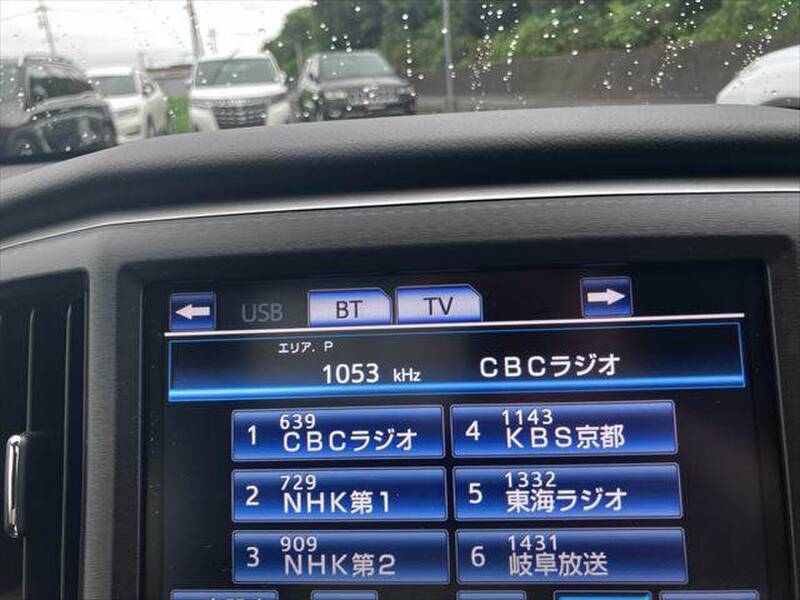 USB BT TV
エリア. P
1053 kHz CBCラジオ
1 639 CBCラジオ
4 1143 KBS京都
2 729 NHK第1
5 1332 東海ラジオ
3 909 NHK第2
6 1431 岐阜放送